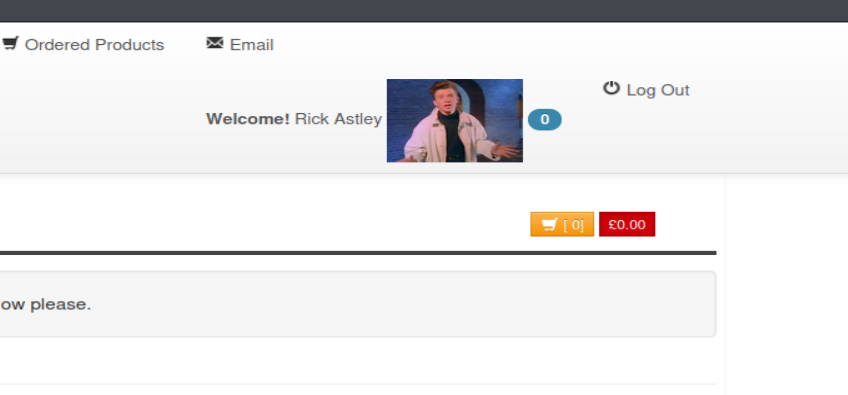 Ordered Products Email
Log Out
Welcome! Rick Astley 0
[ 0] £0.00
ow please.